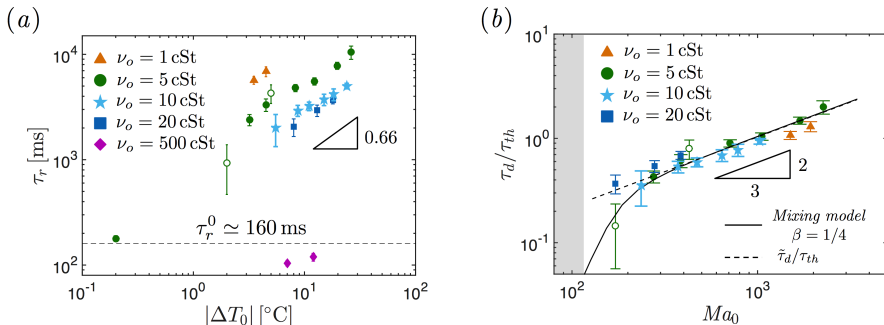 (a)
ν_o = 1 cSt
ν_o = 5 cSt
ν_o = 10 cSt
ν_o = 20 cSt
ν_o = 500 cSt
0.66
τ_r^0 ≃ 160 ms
τ_r [ms]
10^4
10^3
10^2
10^-1
10^0
10^1
10^2
|ΔT_0| [°C]
(b)
ν_o = 1 cSt
ν_o = 5 cSt
ν_o = 10 cSt
ν_o = 20 cSt
2
3
Mixing model
β = 1/4
τ̃_d/τ_th
τ_d/τ_th
10^1
10^0
10^-1
10^2
10^3
Ma_0